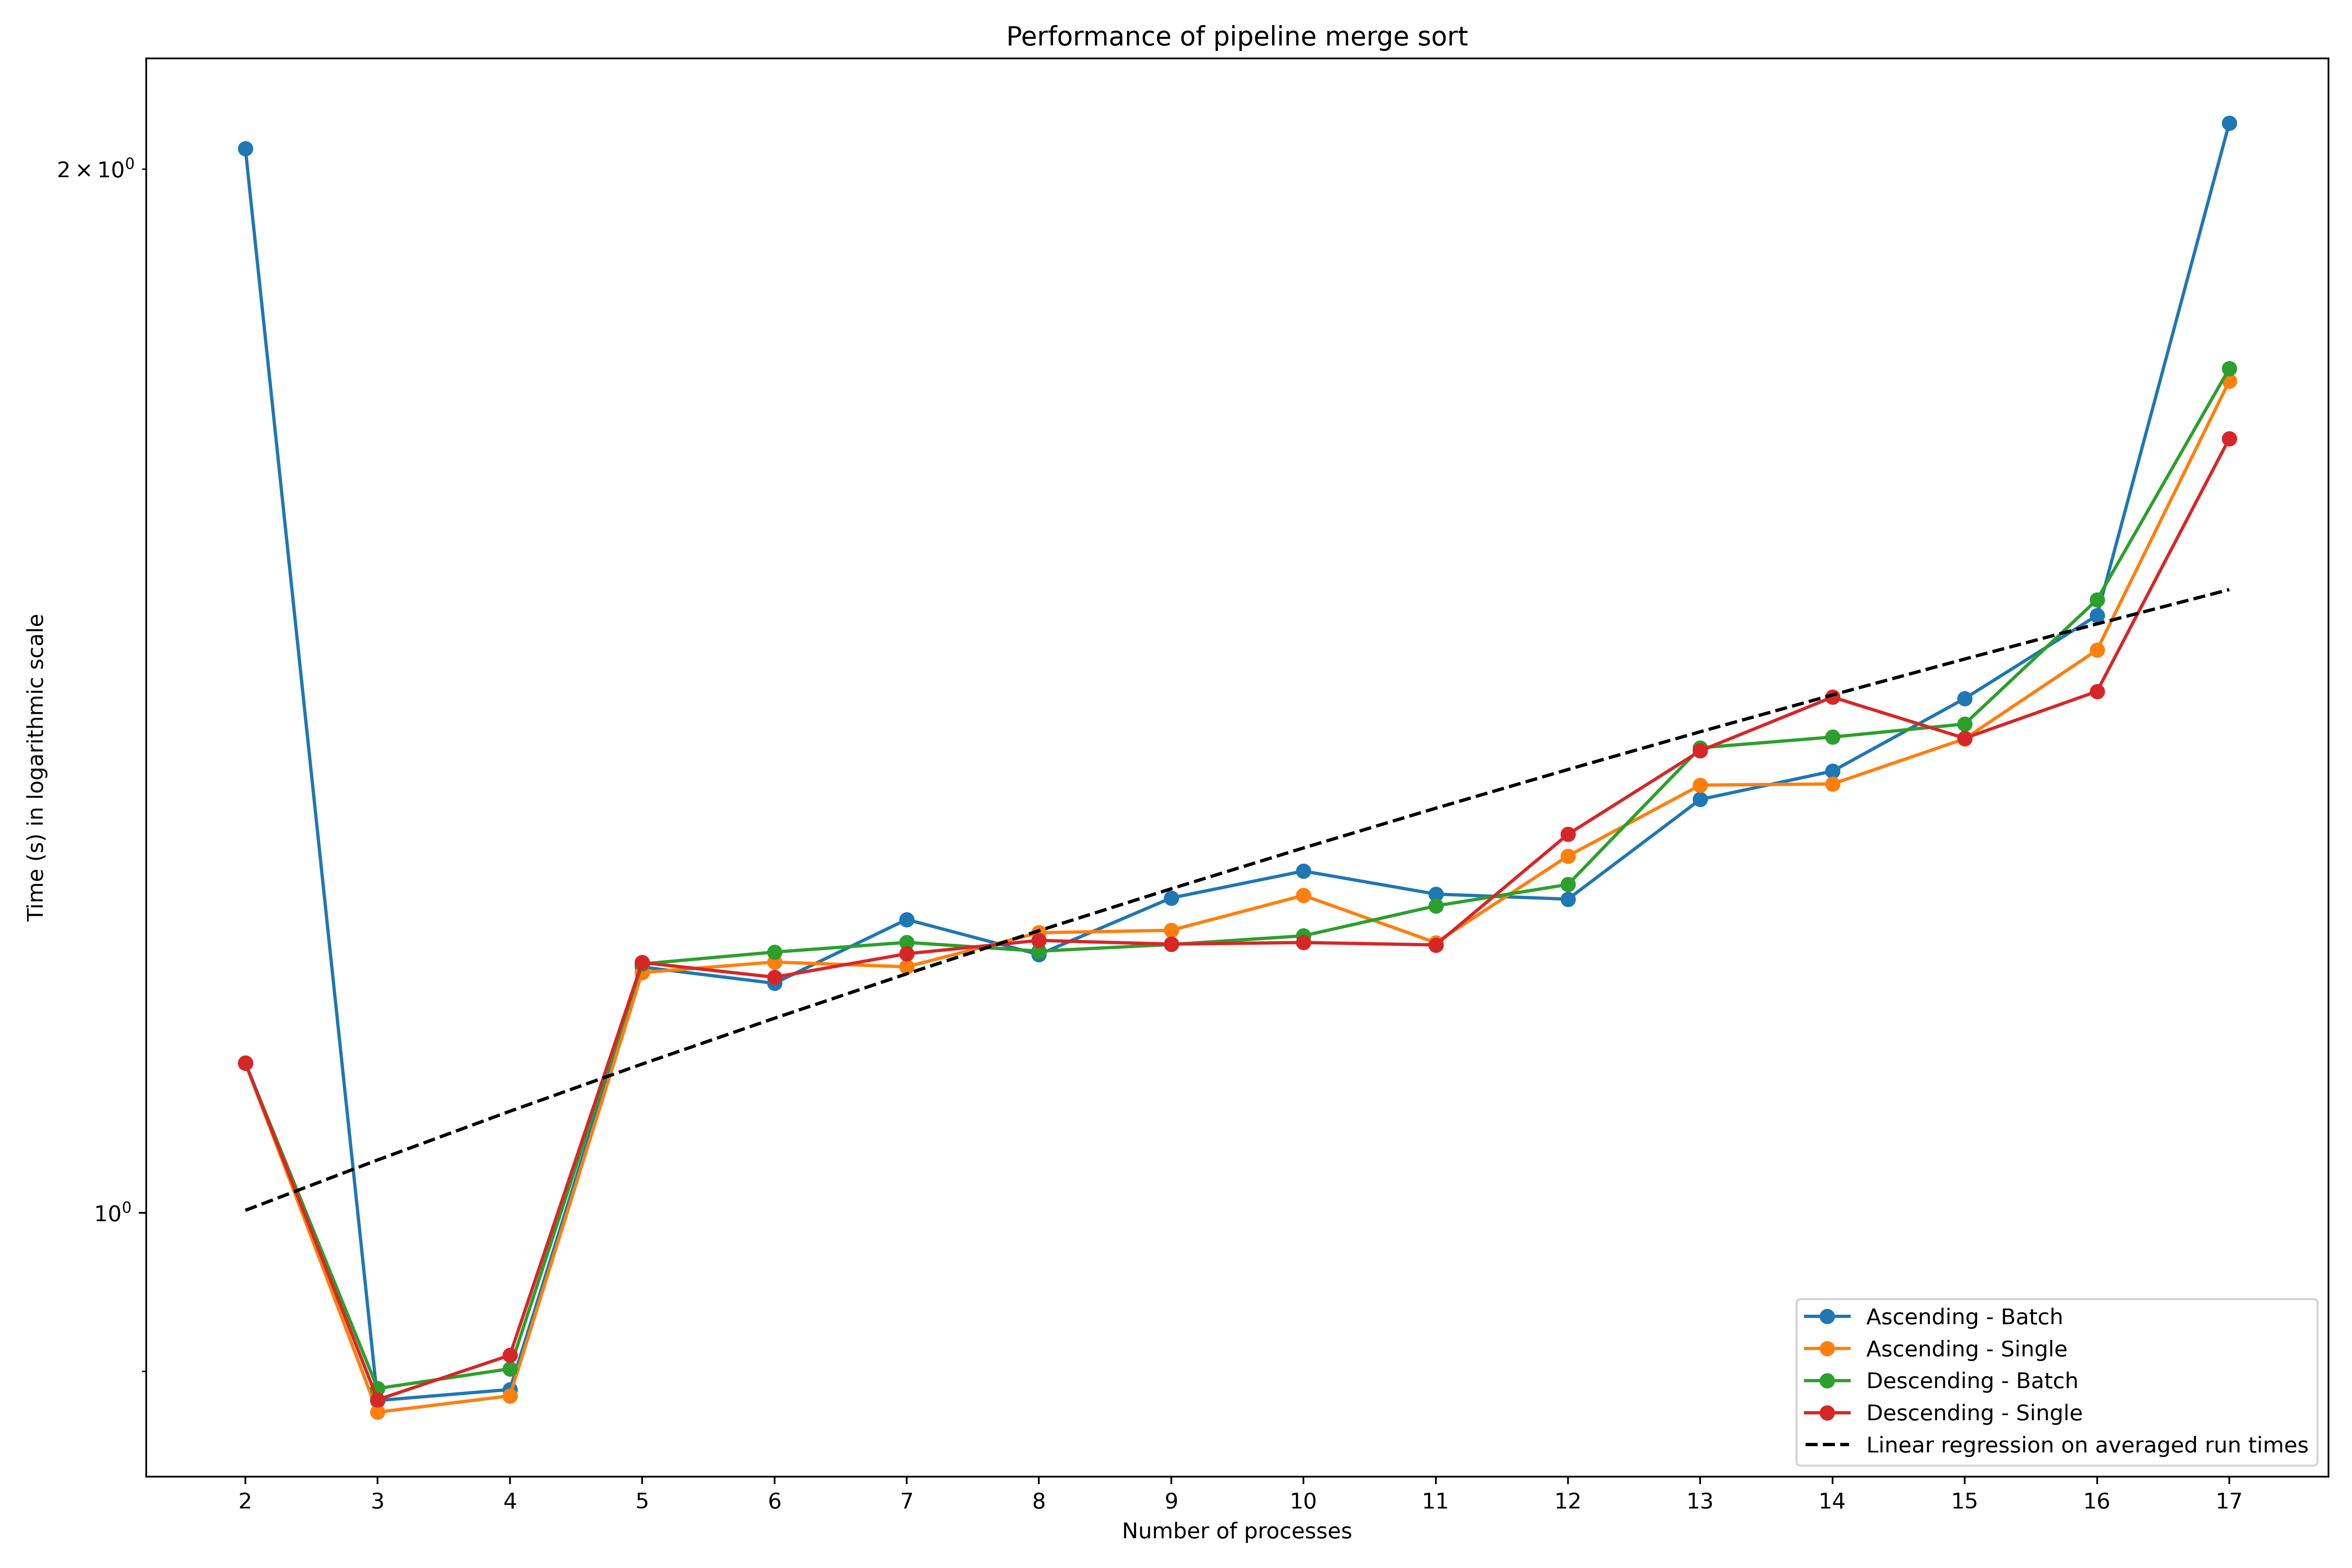 Performance of pipeline merge sort
2 × 10⁰
10⁰
Time (s) in logarithmic scale
2 3 4 5 6 7 8 9 10 11 12 13 14 15 16 17
Number of processes
Ascending - Batch
Ascending - Single
Descending - Batch
Descending - Single
Linear regression on averaged run times